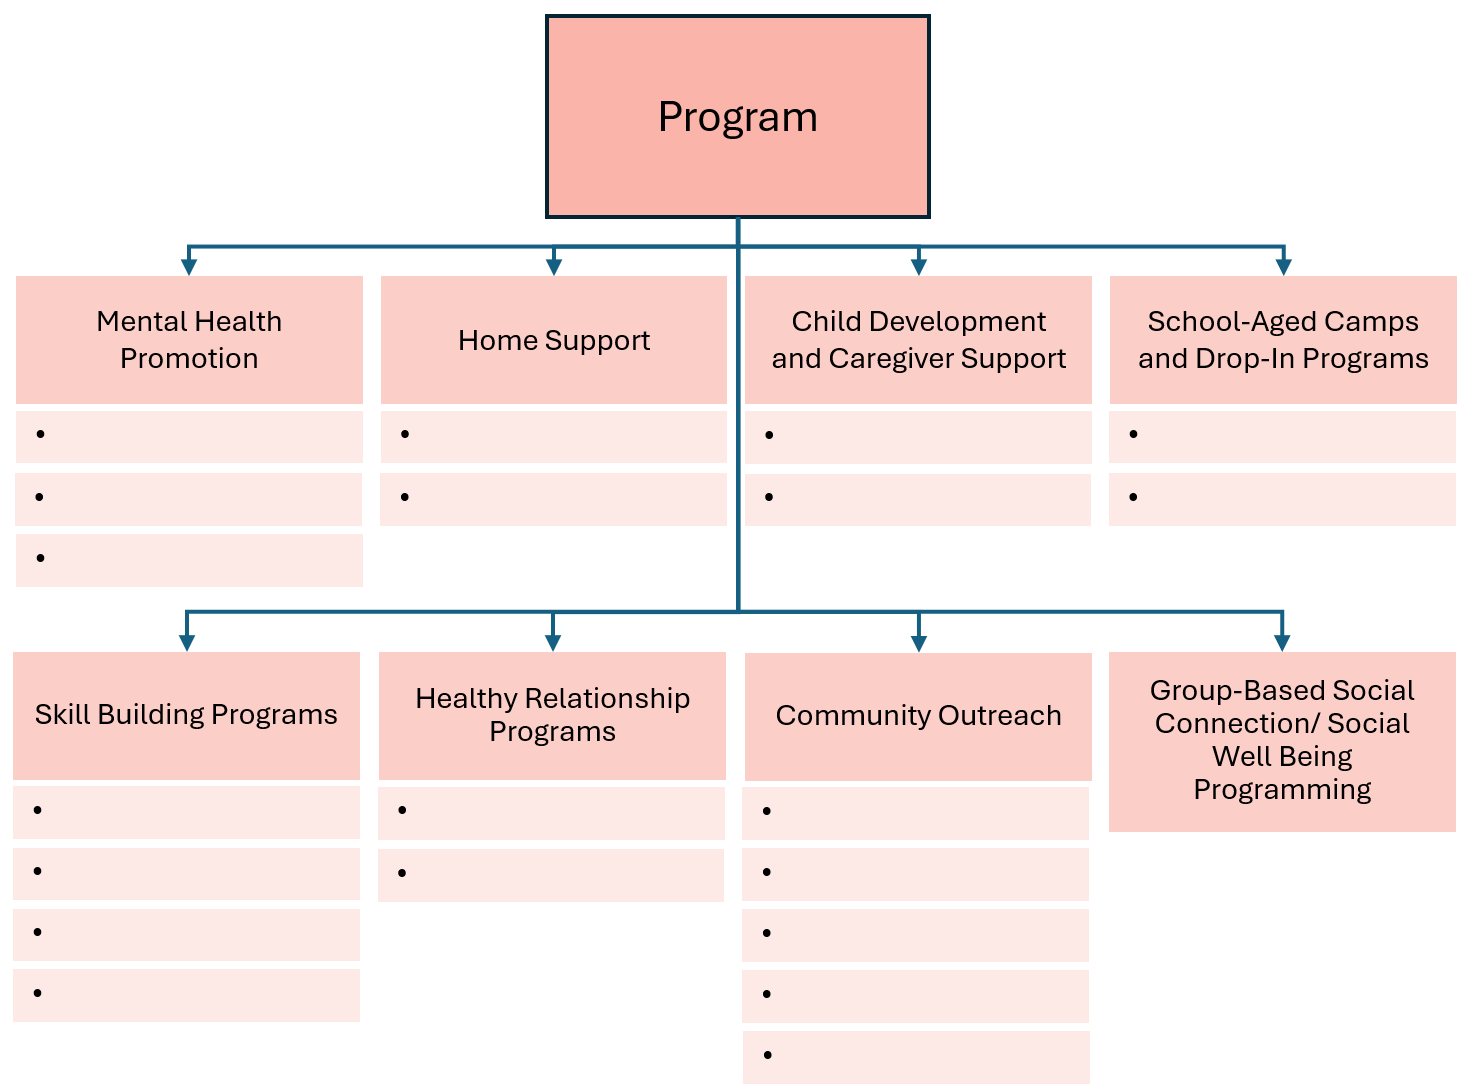 Program
Mental Health
Promotion
Home Support
Child Development
and Caregiver Support
School-Aged Camps
and Drop-In Programs
•
•
•
•
•
•
•
•
•
Skill Building Programs
Healthy Relationship
Programs
Community Outreach
Group-Based Social
Connection/ Social
Well Being
Programming
•
•
•
•
•
•
•
•
•
•
•